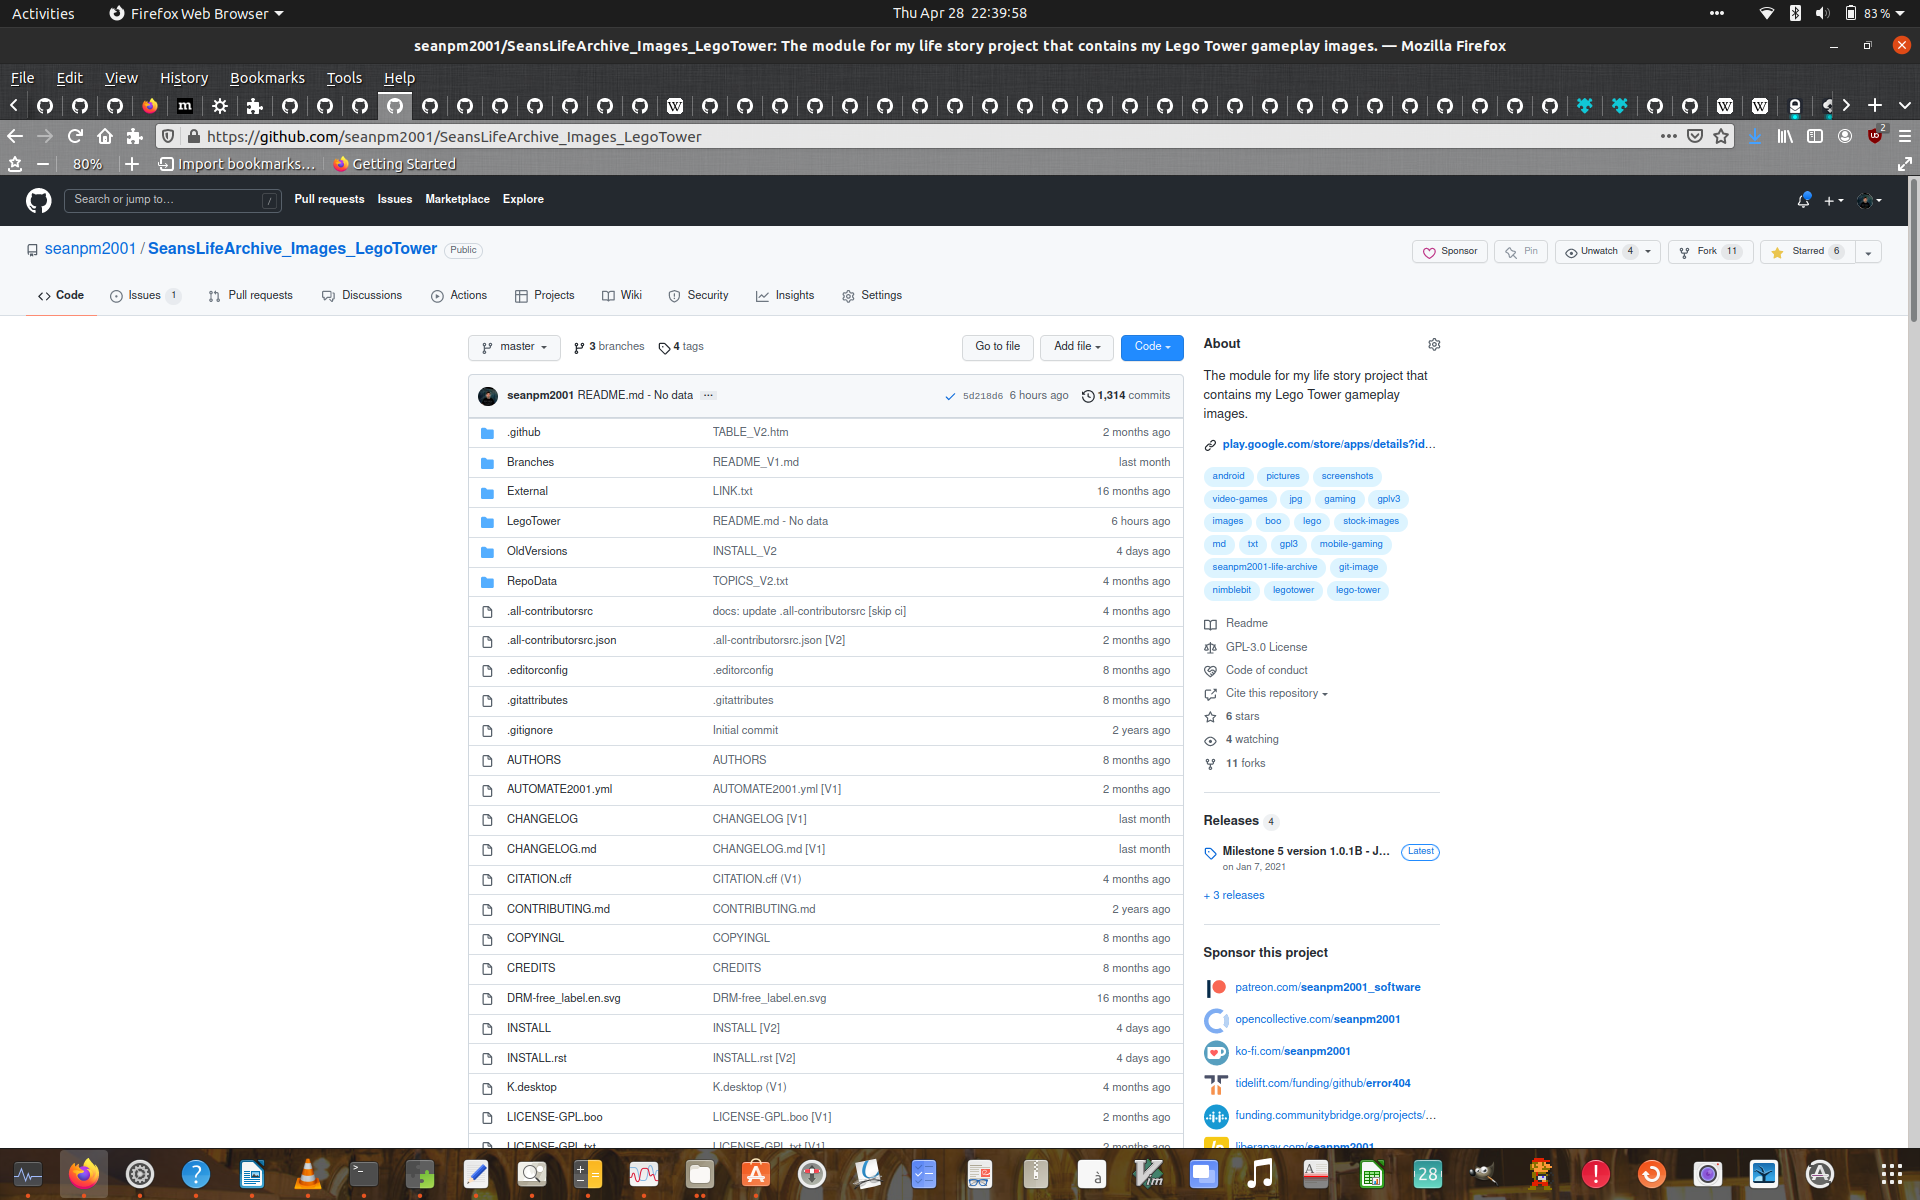 Activities Firefox Web Browser Thu Apr 28 22:39:58 83 %
seanpm2001/SeansLifeArchive_Images_LegoTower: The module for my life story project that contains my Lego Tower gameplay images. — Mozilla Firefox
File Edit View History Bookmarks Tools Help
https://github.com/seanpm2001/SeansLifeArchive_Images_LegoTower 2
80% Import bookmarks... Getting Started
Search or jump to... / Pull requests Issues Marketplace Explore
seanpm2001 / SeansLifeArchive_Images_LegoTower Public Sponsor Pin Unwatch 4 Fork 11 Starred 6
Code Issues 1 Pull requests Discussions Actions Projects Wiki Security Insights Settings
master 3 branches 4 tags Go to file Add file Code
seanpm2001 README.md - No data ... 5d218d6 6 hours ago 1,314 commits
.github TABLE_V2.htm 2 months ago
Branches README_V1.md last month
External LINK.txt 16 months ago
LegoTower README.md - No data 6 hours ago
OldVersions INSTALL_V2 4 days ago
RepoData TOPICS_V2.txt 4 months ago
.all-contributorsrc docs: update .all-contributorsrc [skip ci] 4 months ago
.all-contributorsrc.json .all-contributorsrc.json [V2] 2 months ago
.editorconfig .editorconfig 8 months ago
.gitattributes .gitattributes 8 months ago
.gitignore Initial commit 2 years ago
AUTHORS AUTHORS 8 months ago
AUTOMATE2001.yml AUTOMATE2001.yml [V1] 2 months ago
CHANGELOG CHANGELOG [V1] last month
CHANGELOG.md CHANGELOG.md [V1] last month
CITATION.cff CITATION.cff (V1) 4 months ago
CONTRIBUTING.md CONTRIBUTING.md 2 years ago
COPYINGL COPYINGL 8 months ago
CREDITS CREDITS 8 months ago
DRM-free_label.en.svg DRM-free_label.en.svg 16 months ago
INSTALL INSTALL [V2] 4 days ago
INSTALL.rst INSTALL.rst [V2] 4 days ago
K.desktop K.desktop (V1) 4 months ago
LICENSE-GPL.boo LICENSE-GPL.boo [V1] 2 months ago
LICENSE-GPL.txt LICENSE-GPL.txt [V1] 2 months ago
About
The module for my life story project that
contains my Lego Tower gameplay
images.
play.google.com/store/apps/details?id...
android pictures screenshots
video-games jpg gaming gplv3
images boo lego stock-images
md txt gpl3 mobile-gaming
seanpm2001-life-archive git-image
nimblebit legotower lego-tower
Readme
GPL-3.0 License
Code of conduct
Cite this repository
6 stars
4 watching
11 forks
Releases 4
Milestone 5 version 1.0.1B - J... Latest
on Jan 7, 2021
+ 3 releases
Sponsor this project
patreon.com/seanpm2001_software
opencollective.com/seanpm2001
ko-fi.com/seanpm2001
tidelift.com/funding/github/error404
funding.communitybridge.org/projects/...
liberapay.com/seanpm2001
28